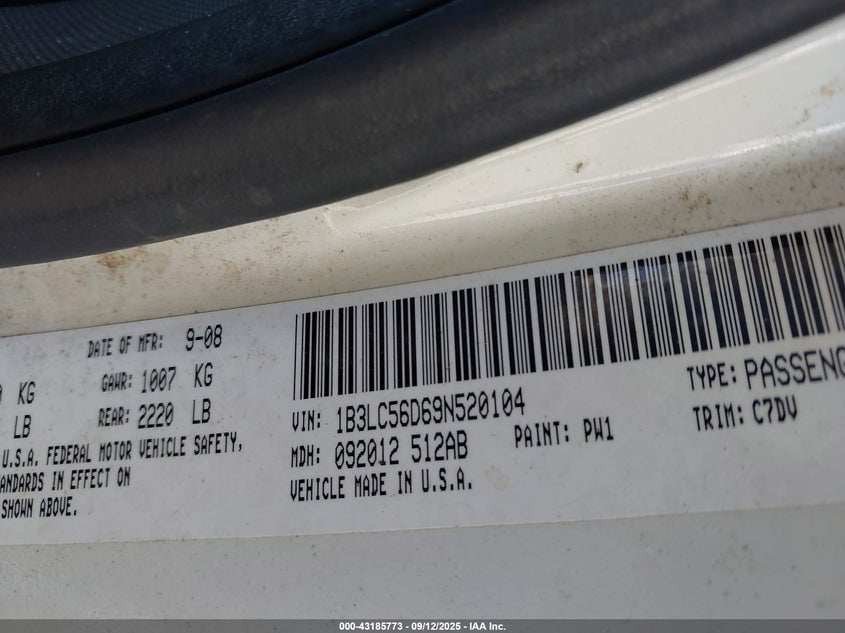 DATE OF MFR: 9-08
KG GAWR: 1007 KG
LB REAR: 2220 LB
U.S.A. FEDERAL MOTOR VEHICLE SAFETY,
IN EFFECT ON
SHOWN ABOVE.
VIN: 1B3LC56D69N520104 TYPE:
MDH: 092012 512AB PAINT: PW1 TRIM: C7DV
VEHICLE MADE IN U.S.A.
000-43185773 - 09/12/2025 - IAA Inc.